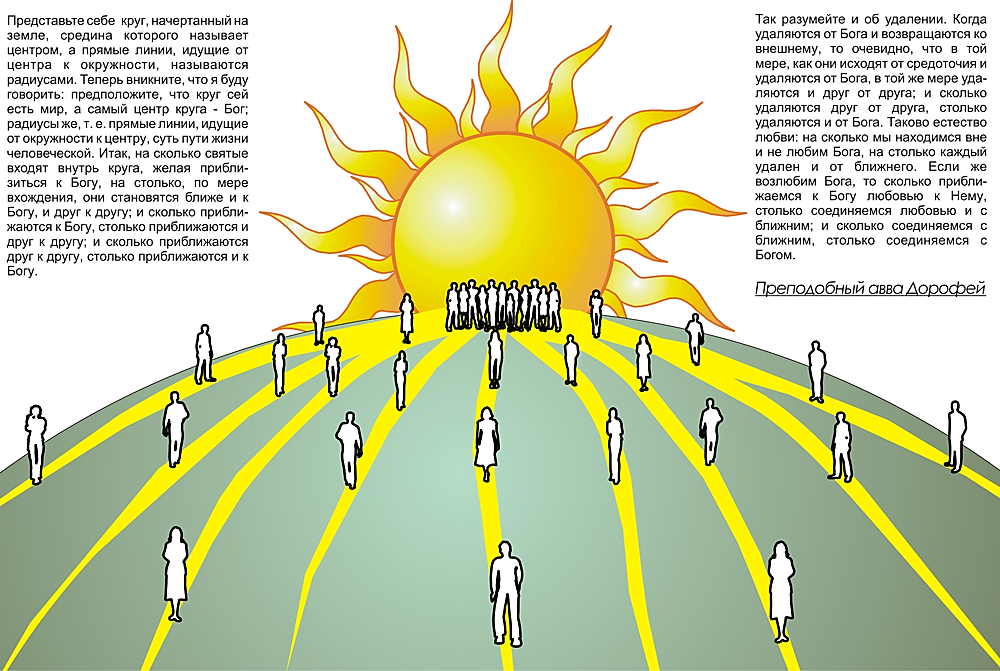 Представьте себе круг, начертанный на
земле, средина которого называет
центром, а прямые линии, идущие от
центра к окружности, называются
радиусами. Теперь вникните, что я буду
говорить: предположите, что круг сей
есть мир, а самый центр круга - Бог;
радиусы же, т. е. прямые линии, идущие
от окружности к центру, суть пути жизни
человеческой. Итак, на сколько святые
входят внутрь круга, желая прибли-
зиться к Богу, на столько, по мере
вхождения, они становятся ближе и к
Богу, и друг к другу; и сколько прибли-
жаются к Богу, столько приближаются и
друг к другу; и сколько приближаются
друг к другу, столько приближаются и к
Богу.
Так разумейте и об удалении. Когда
удаляются от Бога и возвращаются ко
внешнему, то очевидно, что в той
мере, как они исходят от средоточия и
удаляются от Бога, в той же мере уда-
ляются и друг от друга; и сколько
удаляются друг от друга, столько
удаляются и от Бога. Таково естество
любви: на сколько мы находимся вне
и не любим Бога, на столько каждый
удален и от ближнего. Если же
возлюбим Бога, то сколько прибли-
жаемся к Богу любовью к Нему,
столько соединяемся любовью и с
ближним; и сколько соединяемся с
ближним, столько соединяемся с
Богом.
Преподобный авва Дорофей